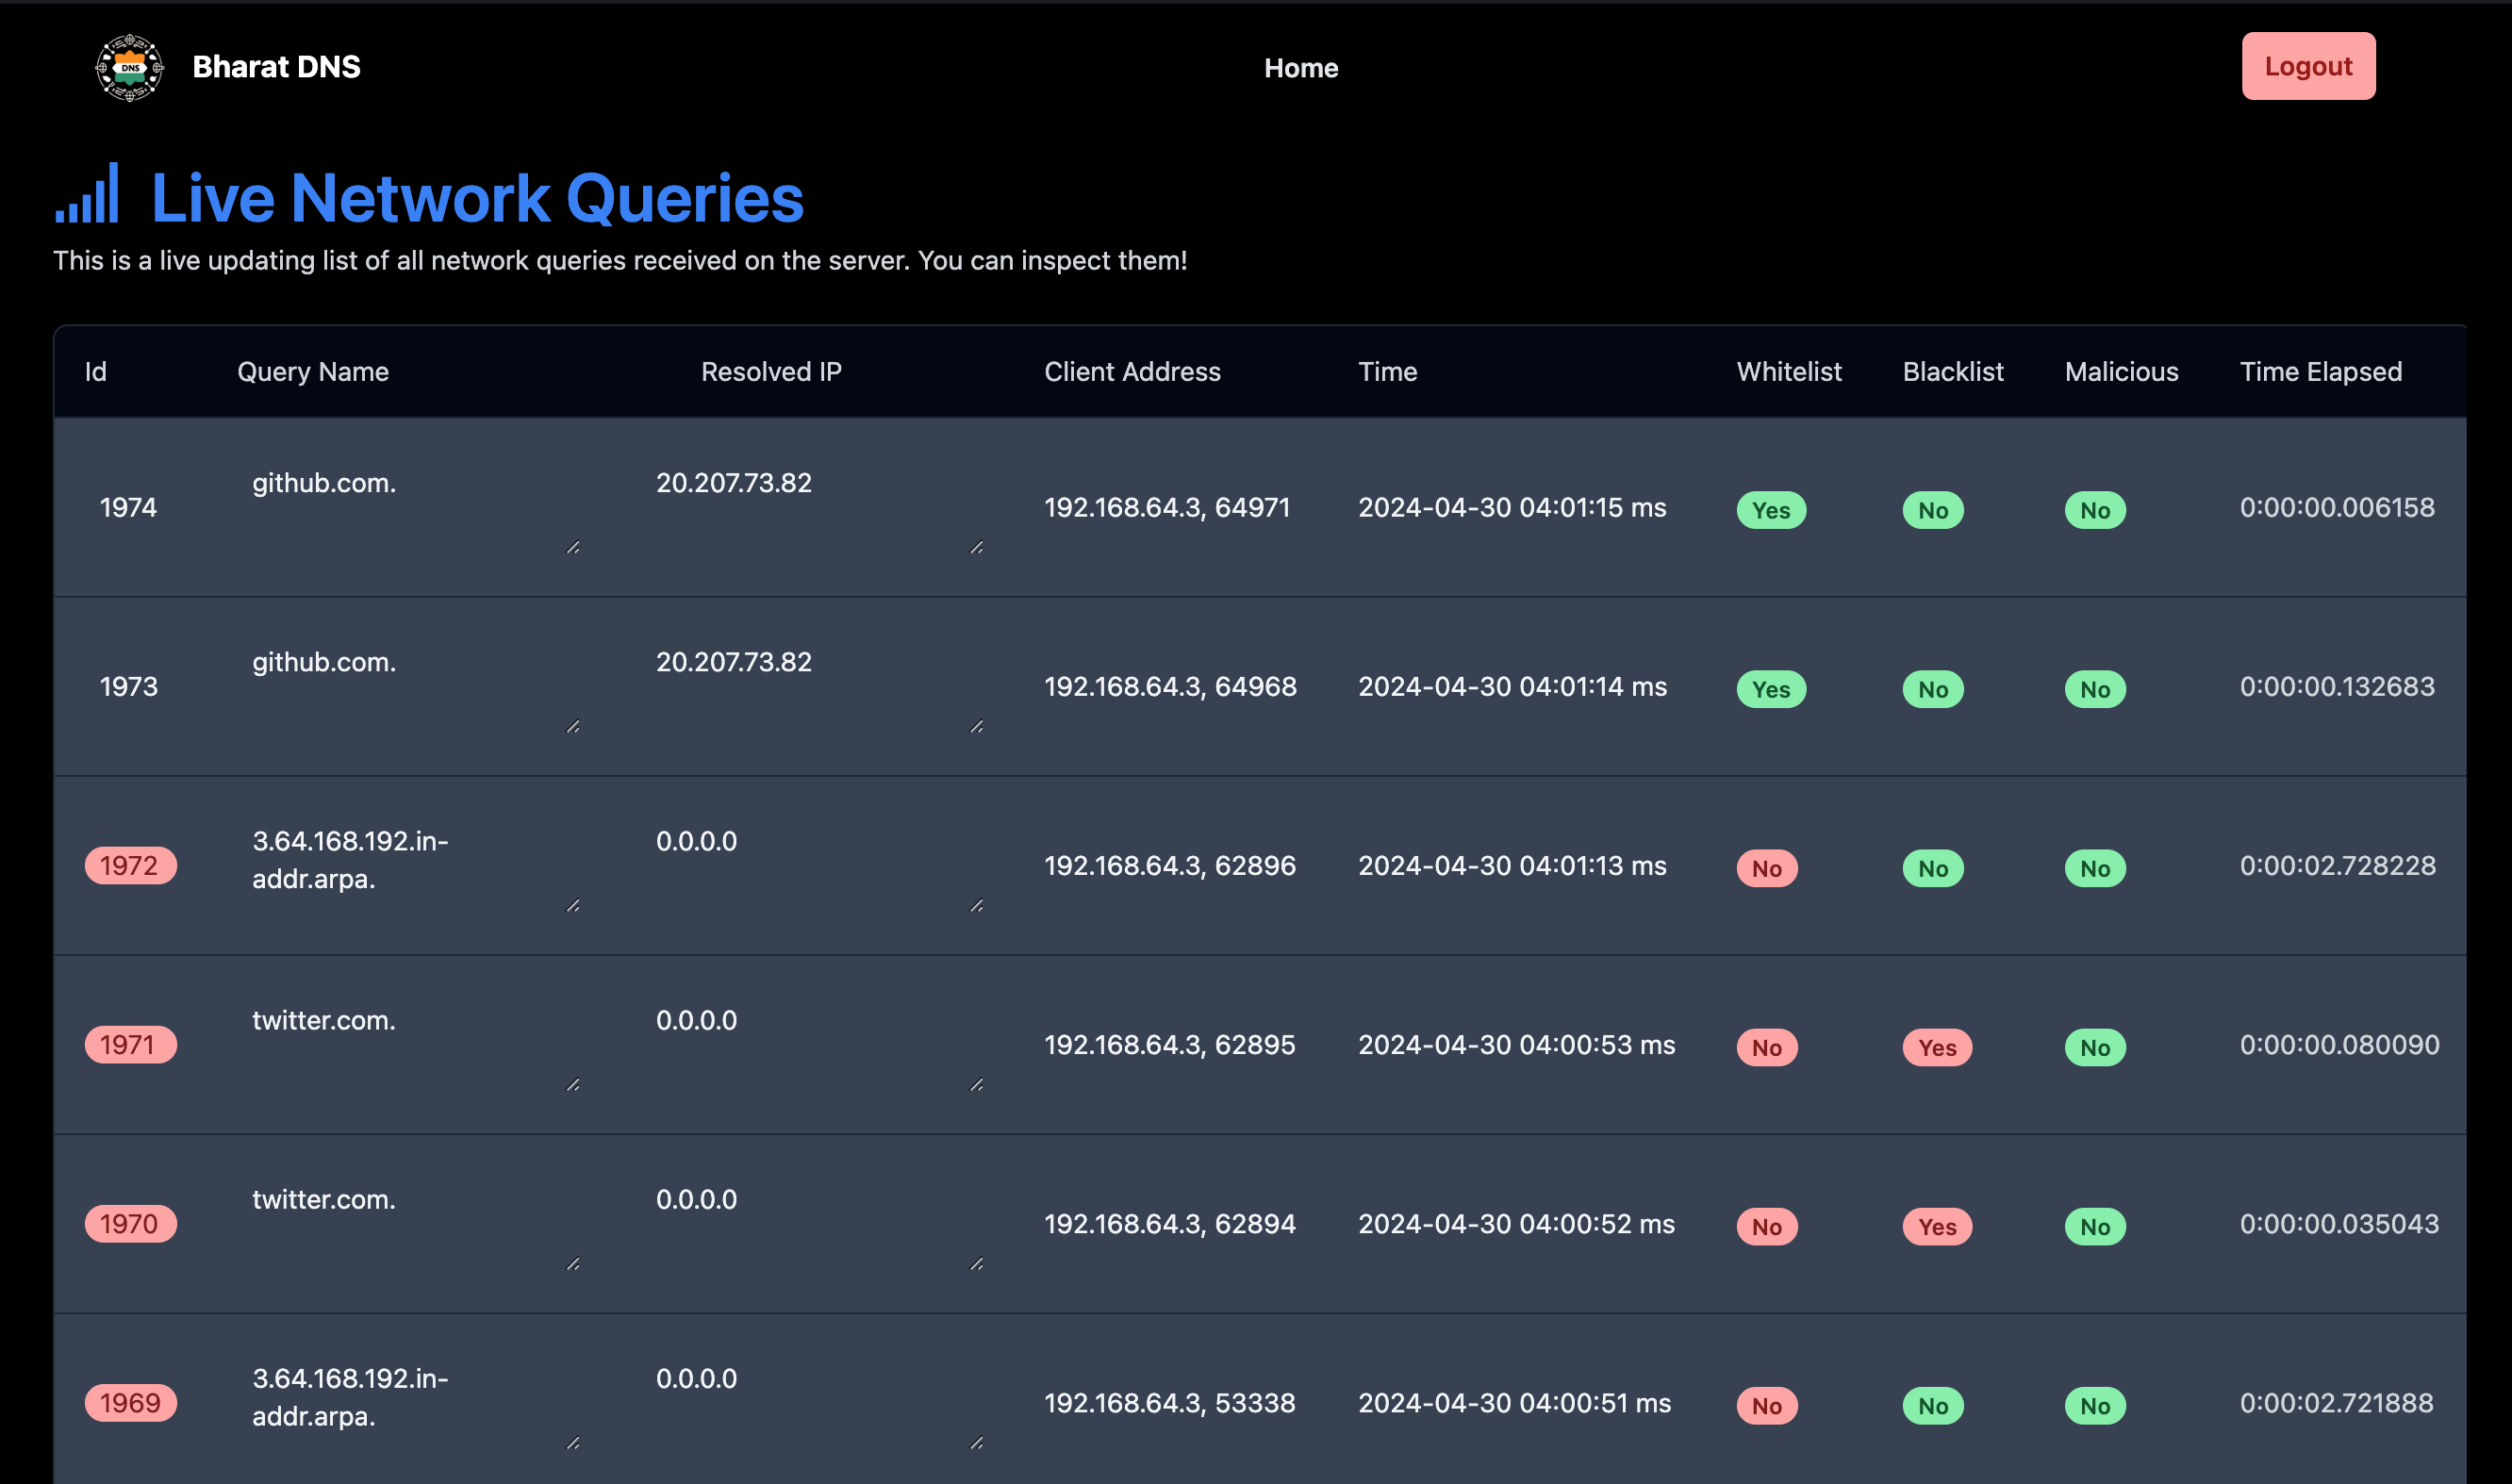 DNS
Bharat DNS
Home
Logout
Live Network Queries
This is a live updating list of all network queries received on the server. You can inspect them!
Id Query Name Resolved IP Client Address Time Whitelist Blacklist Malicious Time Elapsed
1974 github.com. 20.207.73.82 192.168.64.3, 64971 2024-04-30 04:01:15 ms Yes No No 0:00:00.006158
1973 github.com. 20.207.73.82 192.168.64.3, 64968 2024-04-30 04:01:14 ms Yes No No 0:00:00.132683
1972 3.64.168.192.in- 0.0.0.0 192.168.64.3, 62896 2024-04-30 04:01:13 ms No No No 0:00:02.728228
addr.arpa.
1971 twitter.com. 0.0.0.0 192.168.64.3, 62895 2024-04-30 04:00:53 ms No Yes No 0:00:00.080090
1970 twitter.com. 0.0.0.0 192.168.64.3, 62894 2024-04-30 04:00:52 ms No Yes No 0:00:00.035043
1969 3.64.168.192.in- 0.0.0.0 192.168.64.3, 53338 2024-04-30 04:00:51 ms No No No 0:00:02.721888
addr.arpa.